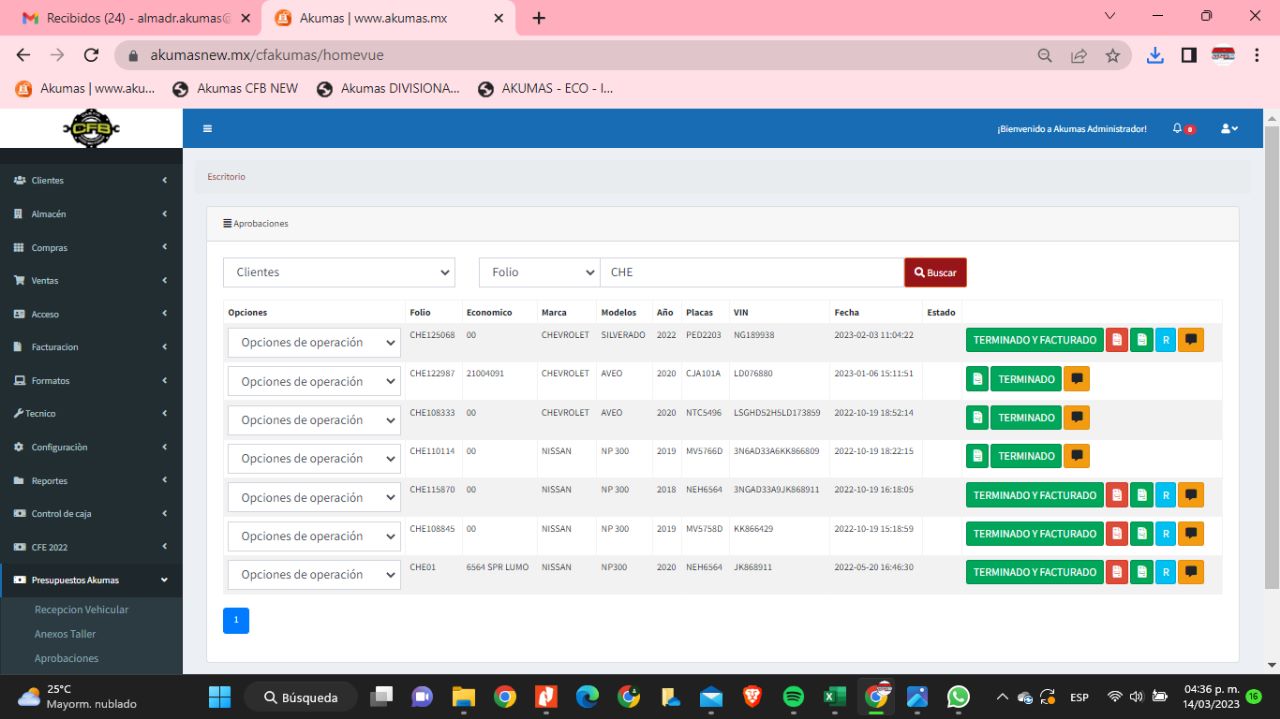 Recibidos (24) - almadr.akumas@
Akumas | www.akumas.mx
akumasnew.mx/cfakumas/homevue
Akumas | www.aku...
Akumas CFB NEW
Akumas DIVISIONA...
AKUMAS - ECO - I...
CFB
¡Bienvenido a Akumas Administrador!
0
Clientes
Almacén
Compras
Ventas
Acceso
Facturacion
Formatos
Tecnico
Configuraciòn
Reportes
Control de caja
CFE 2022
Presupuestos Akumas
Recepcion Vehicular
Anexos Taller
Aprobaciones
Escritorio
Aprobaciones
Clientes Folio CHE Buscar
Opciones Folio Economico Marca Modelos Año Placas VIN Fecha Estado
Opciones de operación CHE125068 00 CHEVROLET SILVERADO 2022 PED2203 NG189938 2023-02-03 11:04:22 TERMINADO Y FACTURADO R
Opciones de operación CHE122987 21004091 CHEVROLET AVEO 2020 CJA101A LD076880 2023-01-06 15:11:51 TERMINADO
Opciones de operación CHE108333 00 CHEVROLET AVEO 2020 NTC5496 LSGHD52H5LD173859 2022-10-19 18:52:14 TERMINADO
Opciones de operación CHE110114 00 NISSAN NP 300 2019 MV5766D 3N6AD33A6KK866809 2022-10-19 18:22:15 TERMINADO
Opciones de operación CHE115870 00 NISSAN NP 300 2018 NEH6564 3NGAD33A9JK868911 2022-10-19 16:18:05 TERMINADO Y FACTURADO R
Opciones de operación CHE108845 00 NISSAN NP 300 2019 MV5758D KK866429 2022-10-19 15:18:59 TERMINADO Y FACTURADO R
Opciones de operación CHE01 6564 SPR LUMO NISSAN NP300 2020 NEH6564 JK868911 2022-05-20 16:46:30 TERMINADO Y FACTURADO R
1
25°C
Mayorm. nublado
Búsqueda
ESP
04:36 p. m.
14/03/2023
16